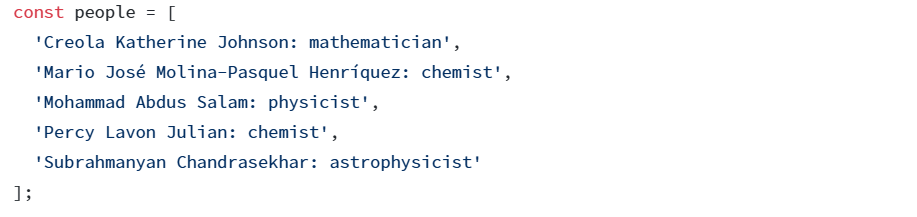 const people = [
  'Creola Katherine Johnson: mathematician',
  'Mario José Molina-Pasquel Henríquez: chemist',
  'Mohammad Abdus Salam: physicist',
  'Percy Lavon Julian: chemist',
  'Subrahmanyan Chandrasekhar: astrophysicist'
];